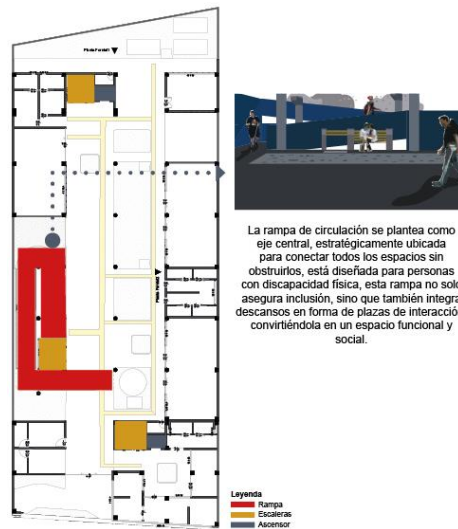 La rampa de circulación se plantea como
eje central, estratégicamente ubicada
para conectar todos los espacios sin
obstruirlos, está diseñada para personas
con discapacidad física, esta rampa no solo
asegura inclusión, sino que también integra
descansos en forma de plazas de interacció
convirtiéndola en un espacio funcional y
social.
Leyenda
Rampa
Escaleras
Ascensor